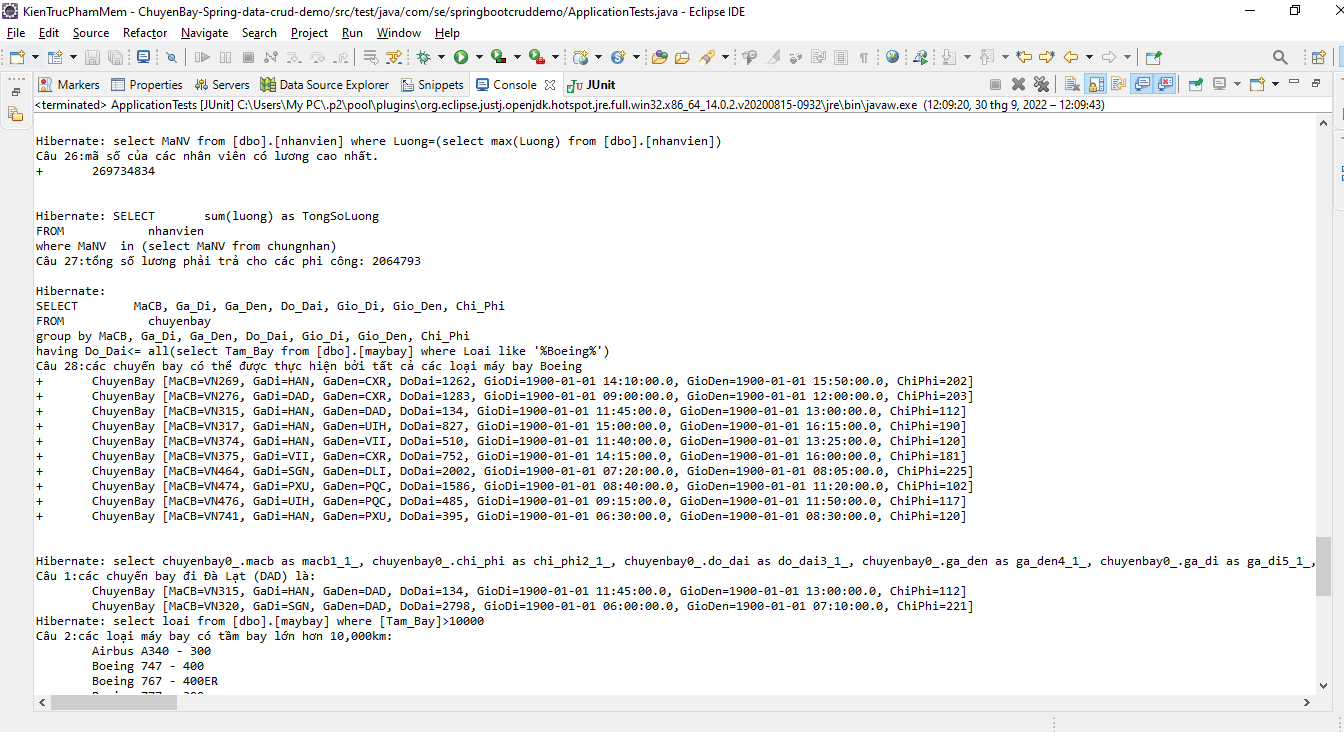 KienTrucPhamMem - ChuyenBay-Spring-data-crud-demo/src/test/java/com/se/springbootcruddemo/ApplicationTests.java - Eclipse IDE
File Edit Source Refactor Navigate Search Project Run Window Help
Markers Properties Servers Data Source Explorer Snippets Console JUnit
<terminated> ApplicationTests [JUnit] C:\Users\My PC\.p2\pool\plugins\org.eclipse.justj.openjdk.hotspot.jre.full.win32.x86_64_14.0.2.v20200815-0932\jre\bin\javaw.exe (12:09:20, 30 thg 9, 2022 – 12:09:43)
Hibernate: select MaNV from [dbo].[nhanvien] where Luong=(select max(Luong) from [dbo].[nhanvien])
Câu 26:mã số của các nhân viên có lương cao nhất.
+ 269734834
Hibernate: SELECT sum(luong) as TongSoLuong
FROM nhanvien
where MaNV in (select MaNV from chungnhan)
Câu 27:tổng số lương phải trả cho các phi công: 2064793
Hibernate:
SELECT MaCB, Ga_Di, Ga_Den, Do_Dai, Gio_Di, Gio_Den, Chi_Phi
FROM chuyenbay
group by MaCB, Ga_Di, Ga_Den, Do_Dai, Gio_Di, Gio_Den, Chi_Phi
having Do_Dai<= all(select Tam_Bay from [dbo].[maybay] where Loai like '%Boeing%')
Câu 28:các chuyến bay có thể được thực hiện bởi tất cả các loại máy bay Boeing
+ ChuyenBay [MaCB=VN269, GaDi=HAN, GaDen=CXR, DoDai=1262, GioDi=1900-01-01 14:10:00.0, GioDen=1900-01-01 15:50:00.0, ChiPhi=202]
+ ChuyenBay [MaCB=VN276, GaDi=DAD, GaDen=CXR, DoDai=1283, GioDi=1900-01-01 09:00:00.0, GioDen=1900-01-01 12:00:00.0, ChiPhi=203]
+ ChuyenBay [MaCB=VN315, GaDi=HAN, GaDen=DAD, DoDai=134, GioDi=1900-01-01 11:45:00.0, GioDen=1900-01-01 13:00:00.0, ChiPhi=112]
+ ChuyenBay [MaCB=VN317, GaDi=HAN, GaDen=UIH, DoDai=827, GioDi=1900-01-01 15:00:00.0, GioDen=1900-01-01 16:15:00.0, ChiPhi=190]
+ ChuyenBay [MaCB=VN374, GaDi=HAN, GaDen=VII, DoDai=510, GioDi=1900-01-01 11:40:00.0, GioDen=1900-01-01 13:25:00.0, ChiPhi=120]
+ ChuyenBay [MaCB=VN375, GaDi=VII, GaDen=CXR, DoDai=752, GioDi=1900-01-01 14:15:00.0, GioDen=1900-01-01 16:00:00.0, ChiPhi=181]
+ ChuyenBay [MaCB=VN464, GaDi=SGN, GaDen=DLI, DoDai=2002, GioDi=1900-01-01 07:20:00.0, GioDen=1900-01-01 08:05:00.0, ChiPhi=225]
+ ChuyenBay [MaCB=VN474, GaDi=PXU, GaDen=PQC, DoDai=1586, GioDi=1900-01-01 08:40:00.0, GioDen=1900-01-01 11:20:00.0, ChiPhi=102]
+ ChuyenBay [MaCB=VN476, GaDi=UIH, GaDen=PQC, DoDai=485, GioDi=1900-01-01 09:15:00.0, GioDen=1900-01-01 11:50:00.0, ChiPhi=117]
+ ChuyenBay [MaCB=VN741, GaDi=HAN, GaDen=PXU, DoDai=395, GioDi=1900-01-01 06:30:00.0, GioDen=1900-01-01 08:30:00.0, ChiPhi=120]
Hibernate: select chuyenbay0_.macb as macb1_1_, chuyenbay0_.chi_phi as chi_phi2_1_, chuyenbay0_.do_dai as do_dai3_1_, chuyenbay0_.ga_den as ga_den4_1_, chuyenbay0_.ga_di as ga_di5_1_,
Câu 1:các chuyến bay đi Đà Lạt (DAD) là:
ChuyenBay [MaCB=VN315, GaDi=HAN, GaDen=DAD, DoDai=134, GioDi=1900-01-01 11:45:00.0, GioDen=1900-01-01 13:00:00.0, ChiPhi=112]
ChuyenBay [MaCB=VN320, GaDi=SGN, GaDen=DAD, DoDai=2798, GioDi=1900-01-01 06:00:00.0, GioDen=1900-01-01 07:10:00.0, ChiPhi=221]
Hibernate: select loai from [dbo].[maybay] where [Tam_Bay]>10000
Câu 2:các loại máy bay có tầm bay lớn hơn 10,000km:
Airbus A340 - 300
Boeing 747 - 400
Boeing 767 - 400ER